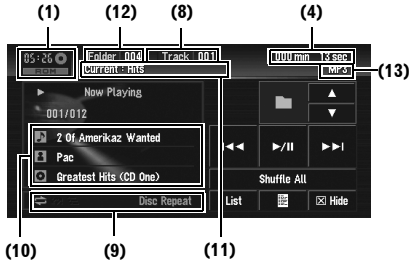 (1) (12) (8) (4)
05:26 Folder 004 Track 001 000 min 13 sec
ROM Current : Hits MP3
(13)
Now Playing
001/012
2 Of Amerikaz Wanted
Pac
Greatest Hits (CD One)
Shuffle All
Disc Repeat List Hide
(10) (9) (11)